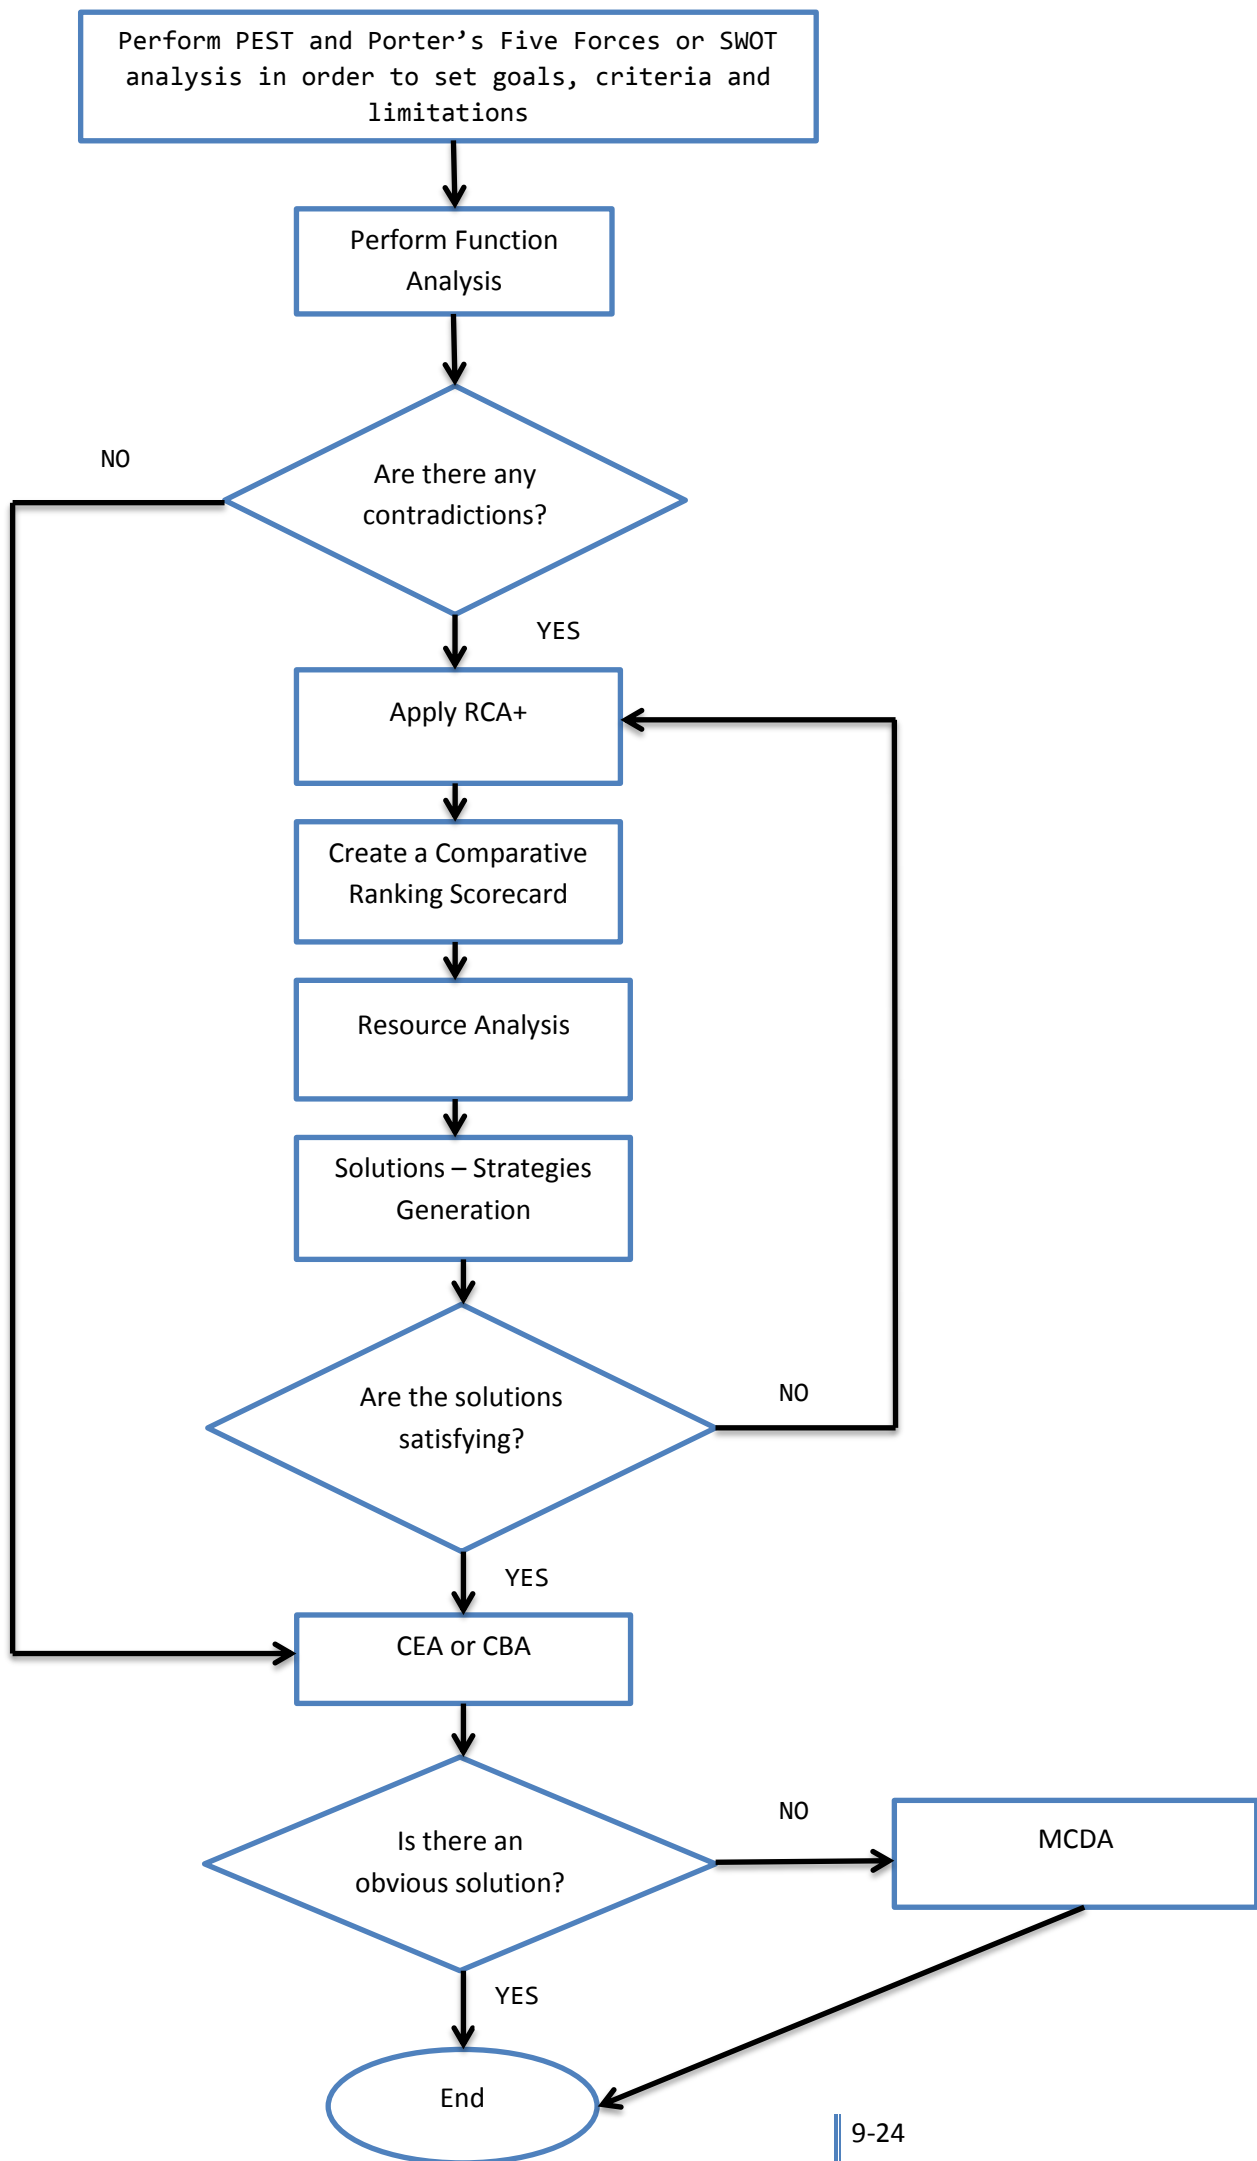 Perform PEST and Porter’s Five Forces or SWOT
analysis in order to set goals, criteria and
limitations
Perform Function
Analysis
NO
Are there any
contradictions?
YES
Apply RCA+
Create a Comparative
Ranking Scorecard
Resource Analysis
Solutions – Strategies
Generation
Are the solutions
satisfying?
NO
YES
CEA or CBA
NO
MCDA
Is there an
obvious solution?
YES
End
9-24